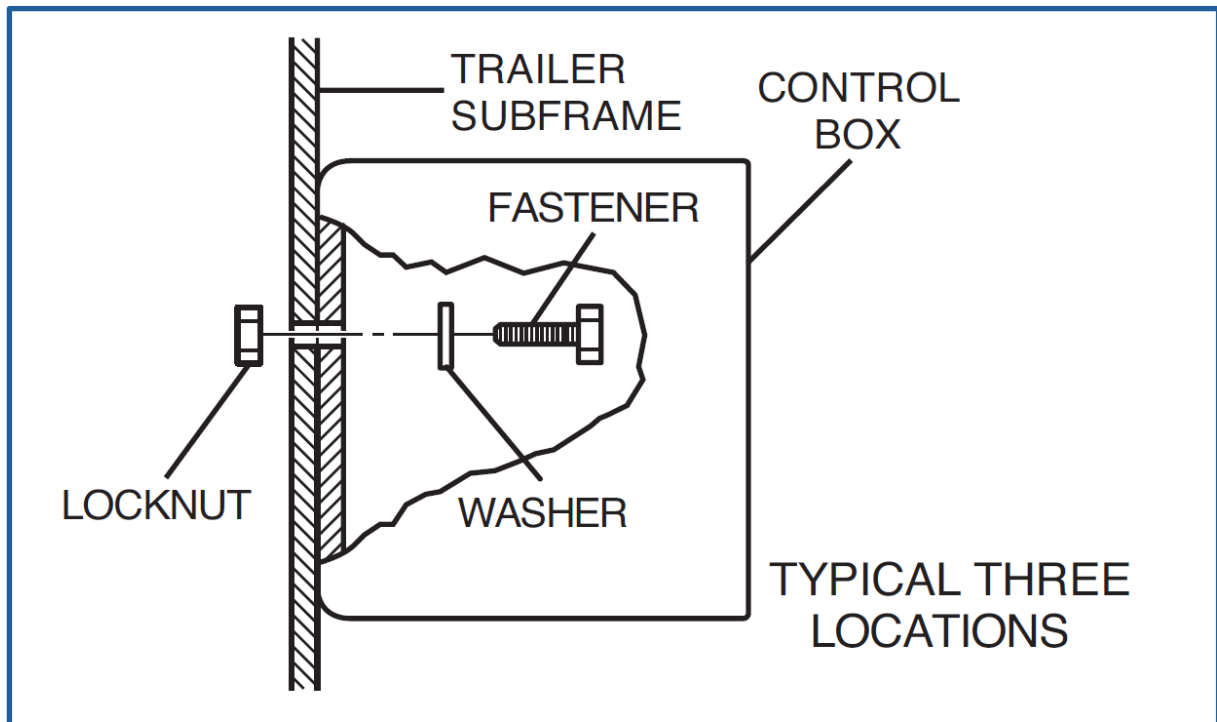 TRAILER
SUBFRAME
CONTROL
BOX
FASTENER
LOCKNUT
WASHER
TYPICAL THREE
LOCATIONS